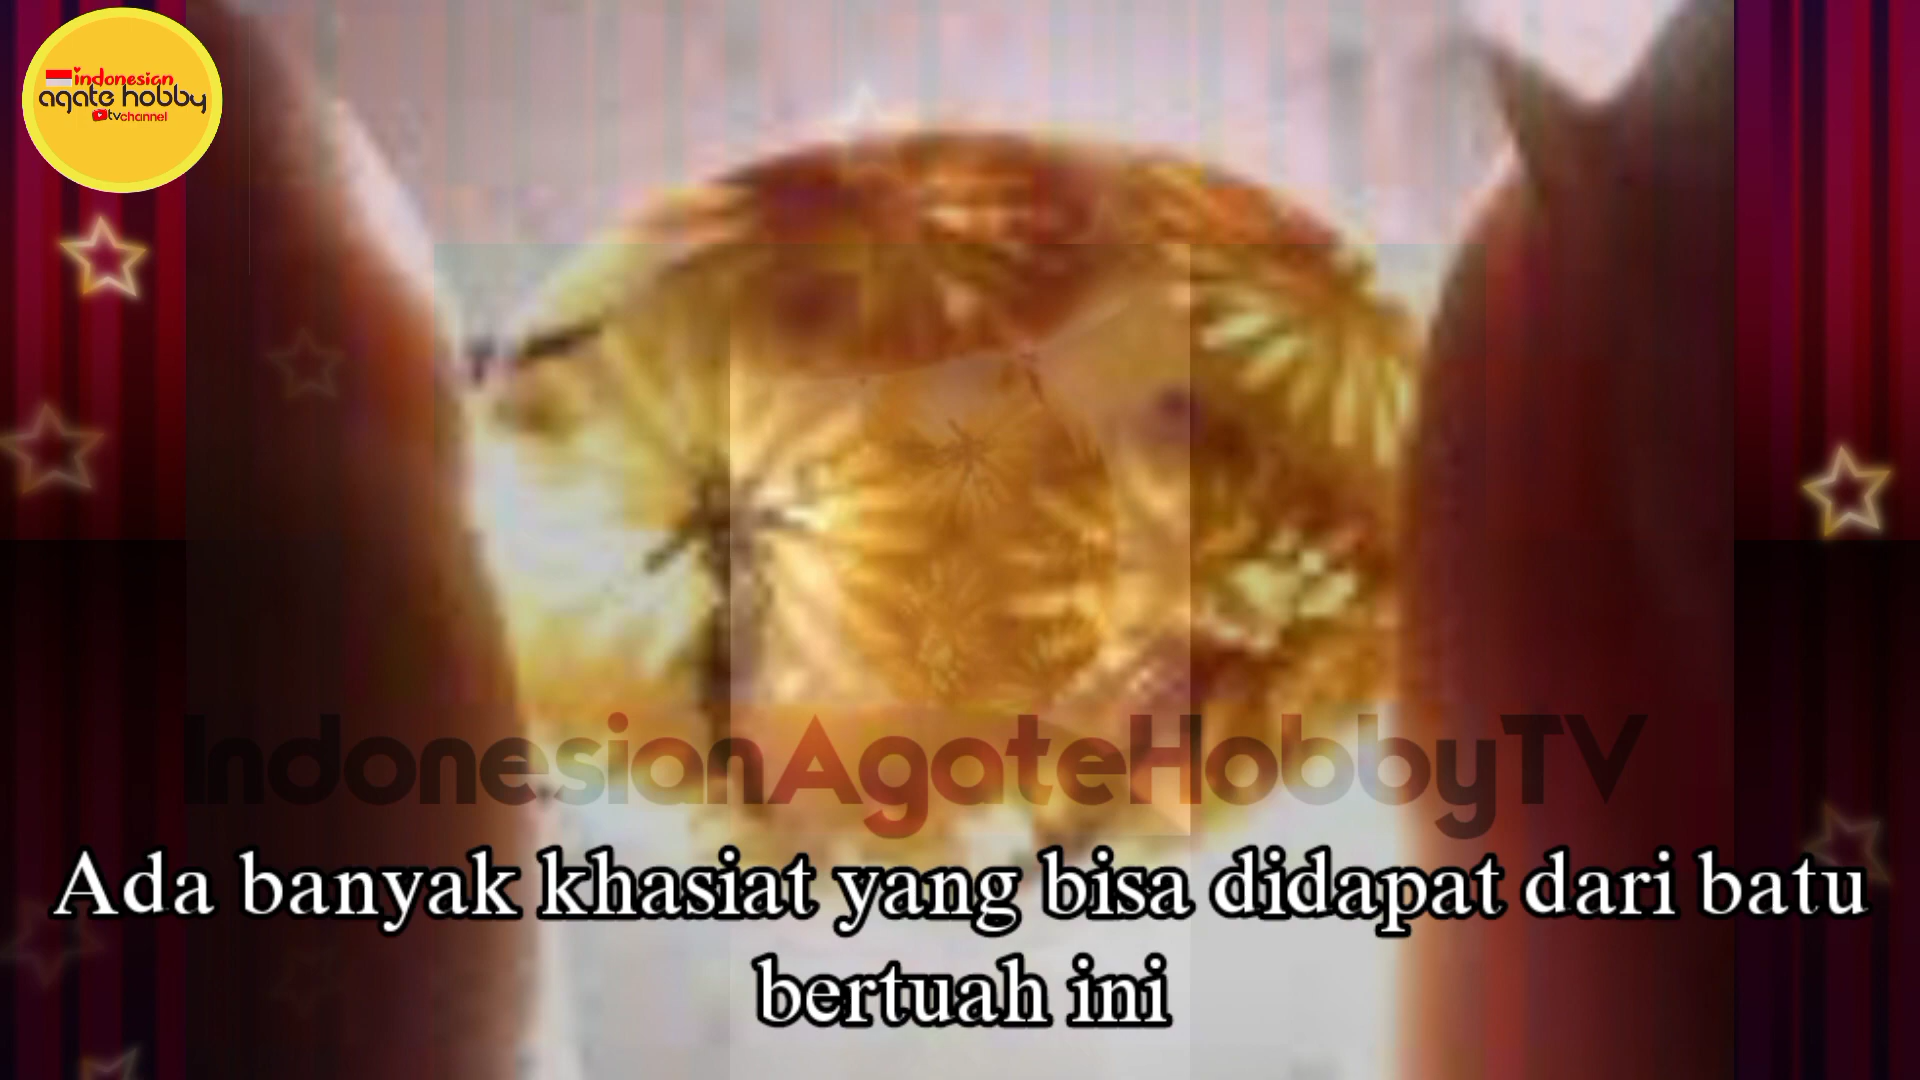 indonesian
agate hobby
tvchannel
IndonesianAgateHobbyTV
Ada banyak khasiat yang bisa didapat dari batu
bertuah ini